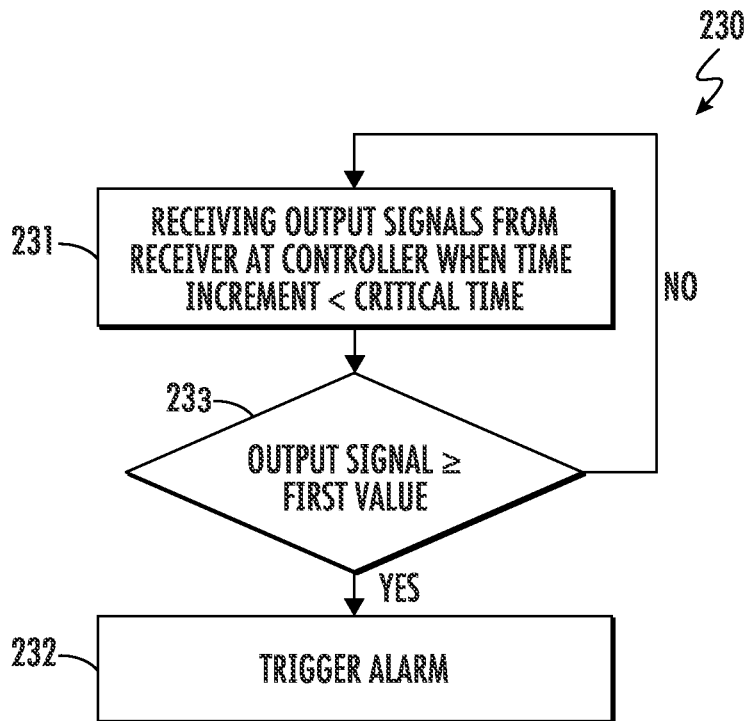 230
231
RECEIVING OUTPUT SIGNALS FROM
RECEIVER AT CONTROLLER WHEN TIME
INCREMENT < CRITICAL TIME
NO
233
OUTPUT SIGNAL ≥
FIRST VALUE
YES
232
TRIGGER ALARM